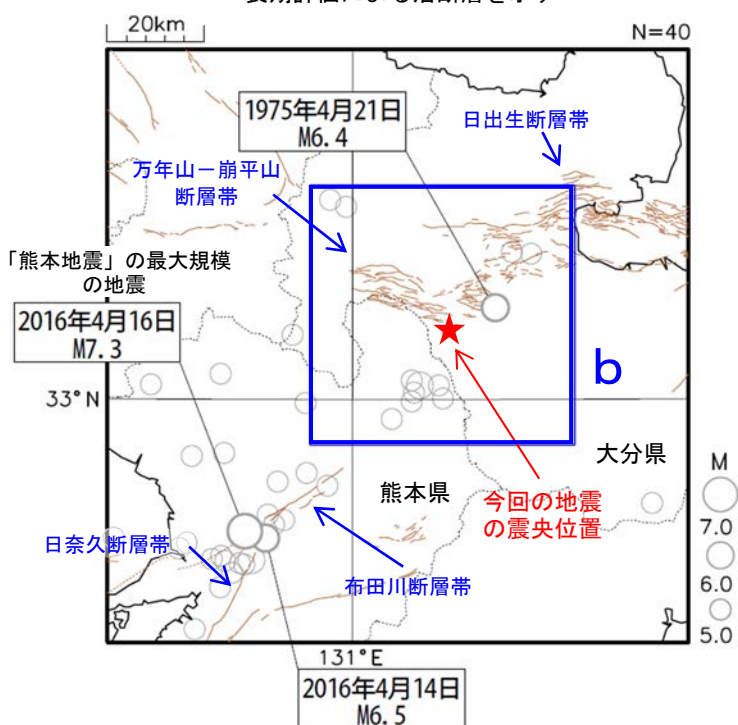 20km
N=40
1975年4月21日
M6.4
日出生断層帯
万年山－崩平山
断層帯
「熊本地震」の最大規模
の地震
2016年4月16日
M7.3
b
33°N
大分県
M
熊本県
今回の地震
の震央位置
7.0
日奈久断層帯
布田川断層帯
6.0
5.0
131°E
2016年4月14日
M6.5